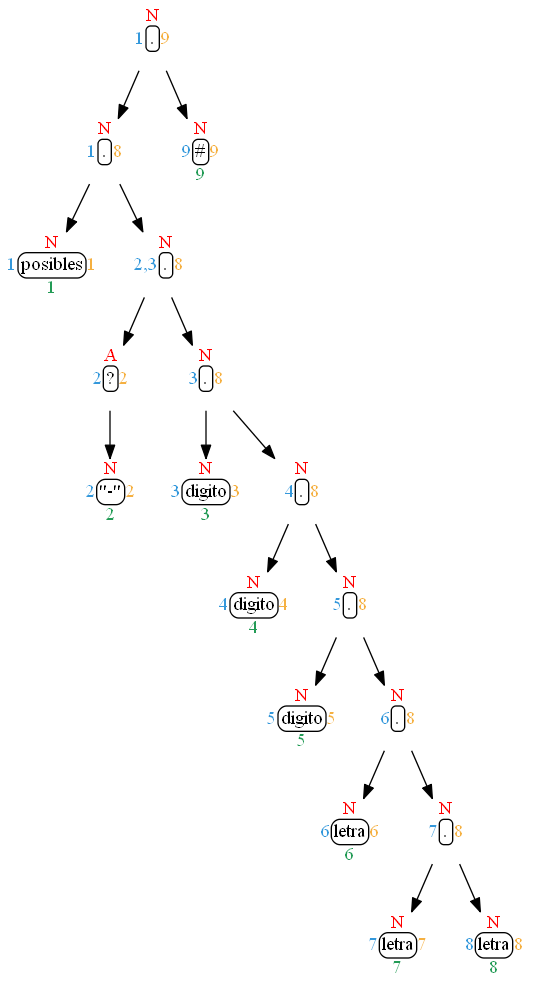 N
1 . 9
N N
1 . 8 9 # 9
9
N N
1 posibles 1 2,3 . 8
1
A N
2 ? 2 3 . 8
N N N
2 "-" 2 3 digito 3 4 . 8
2 3
N N
4 digito 4 5 . 8
4
N N
5 digito 5 6 . 8
5
N N
6 letra 6 7 . 8
6
N N
7 letra 7 8 letra 8
7 8